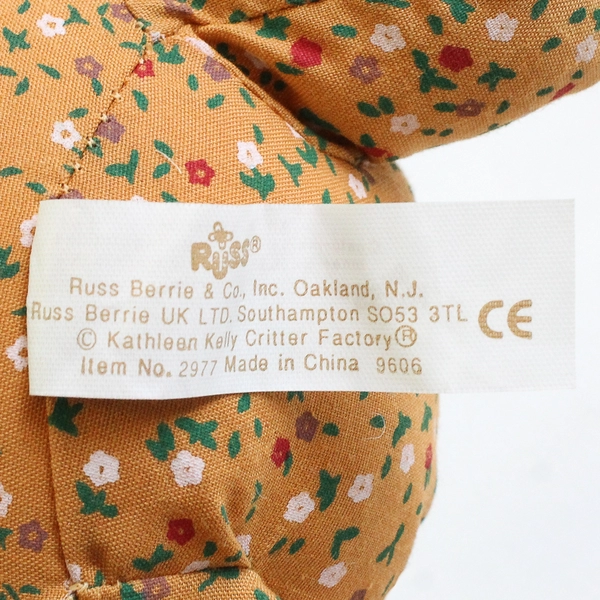 Russ®
Russ Berrie & Co., Inc. Oakland, N.J.
Russ Berrie UK LTD. Southampton SO53 3TL
CE
© Kathleen Kelly Critter Factory®
Item No. 2977 Made in China 9606